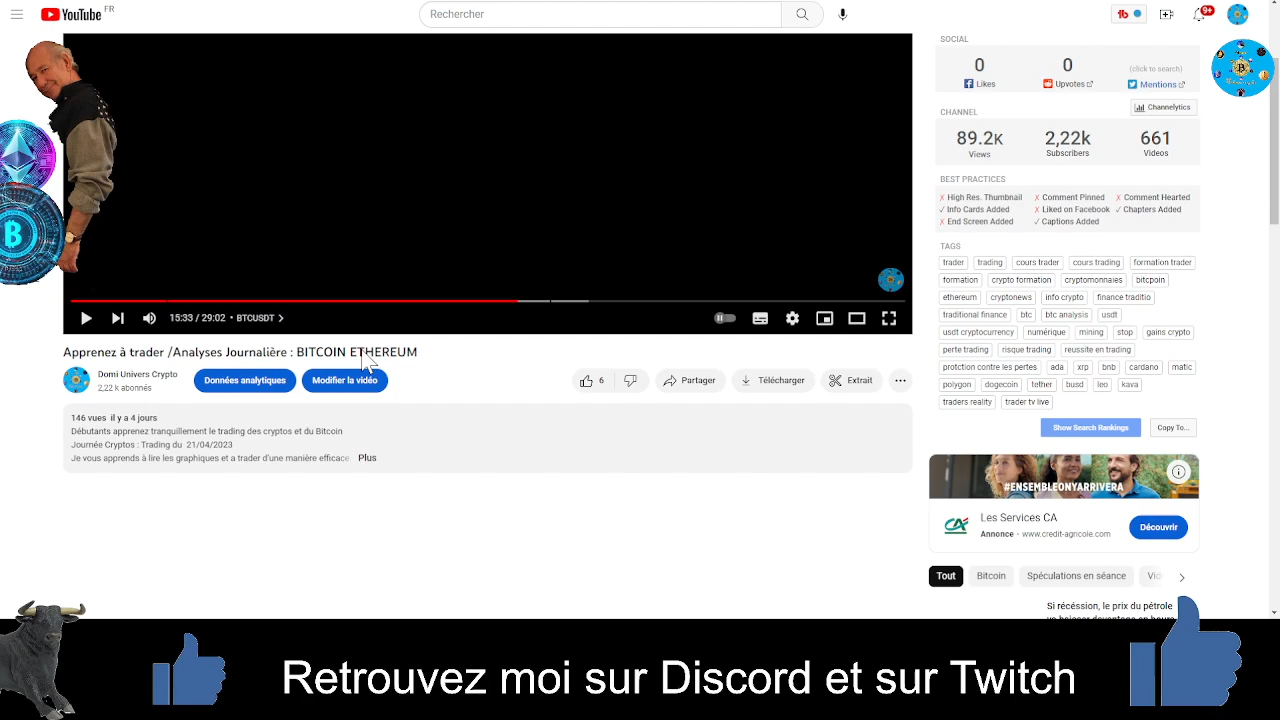 YouTube FR
Rechercher
9+
SOCIAL
0
0
(click to search)
Likes
Upvotes
Mentions
CHANNEL
Channelytics
89.2K
2,22k
661
Views
Subscribers
Videos
BEST PRACTICES
✗ High Res. Thumbnail
✗ Comment Pinned
✗ Comment Hearted
✓ Info Cards Added
✗ Liked on Facebook
✓ Chapters Added
✗ End Screen Added
✓ Captions Added
TAGS
trader
trading
cours trader
cours trading
formation trader
formation
crypto formation
cryptomonnaies
bitcpoin
ethereum
cryptonews
info crypto
finance traditio
traditional finance
btc
btc analysis
usdt
usdt cryptocurrency
numérique
mining
stop
gains crypto
perte trading
risque trading
reussite en trading
protction contre les pertes
ada
xrp
bnb
cardano
matic
polygon
dogecoin
tether
busd
leo
kava
traders reality
trader tv live
Show Search Rankings
Copy To...
15:33 / 29:02 • BTCUSDT
Apprenez à trader /Analyses Journalière : BITCOIN ETHEREUM
Domi Univers Crypto
2,22 k abonnés
Données analytiques
Modifier la vidéo
6
Partager
Télécharger
Extrait
146 vues il y a 4 jours
Débutants apprenez tranquillement le trading des cryptos et du Bitcoin
Journée Cryptos : Trading du 21/04/2023
Je vous apprends à lire les graphiques et a trader d'une manière efficace Plus
#ENSEMBLEONYARRIVERA
Les Services CA
Annonce • www.credit-agricole.com
Découvrir
Tout
Bitcoin
Spéculations en séance
Vid
Si récéssion, le prix du pétrole
Retrouvez moi sur Discord et sur Twitch